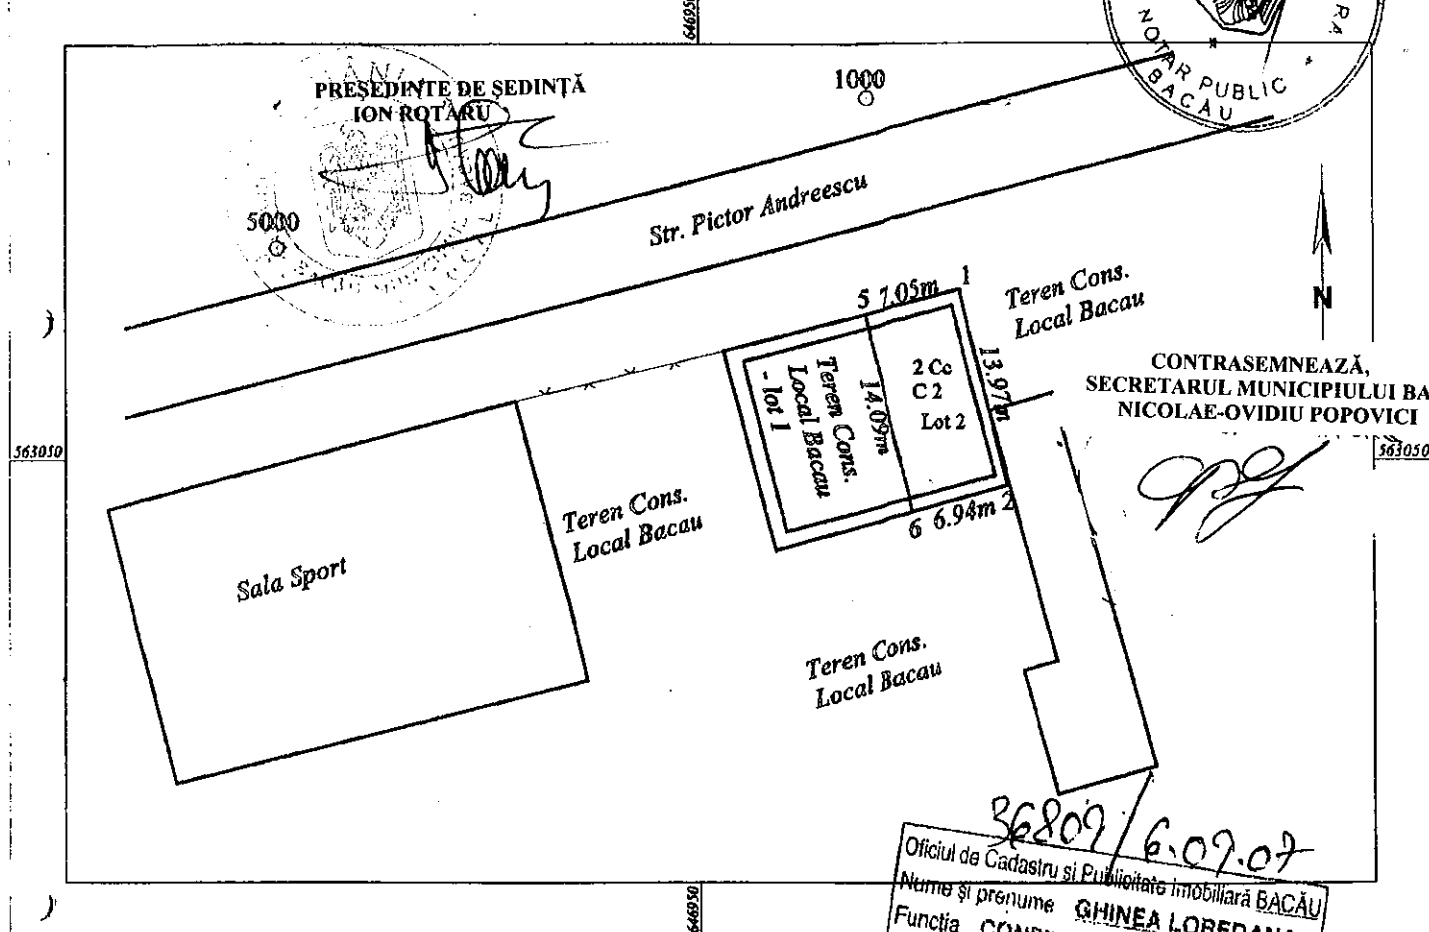 646950
NOTAR PUBLIC
BACĂU
PREȘEDINTE DE ȘEDINȚĂ
ION ROTARU
1000
5000
Str. Pictor Andreescu
Teren Cons.
Local Bacau
N
5 7.05m 1
13.97m
14.09m
2 Cc
C 2
Lot 2
Teren Cons.
Local Bacau
- lot 1
6 6.94m 2
CONTRASEMNEAZĂ,
SECRETARUL MUNICIPIULUI BA
NICOLAE-OVIDIU POPOVICI
563050
563050
Teren Cons.
Local Bacau
Sala Sport
Teren Cons.
Local Bacau
36809/6.09.07
Oficiul de Cadastru și Publicitate Imobiliară BACĂU
Nume și prenume GHINEA LOREDANA
Funcția
646950